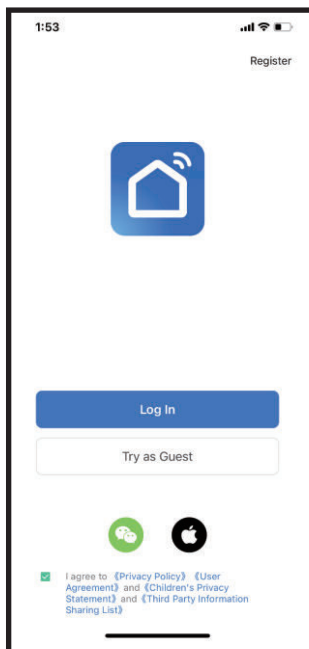 1:53
Register
Log In
Try as Guest
I agree to 《Privacy Policy》 《User
Agreement》 and 《Children's Privacy
Statement》 and 《Third Party Information
Sharing List》